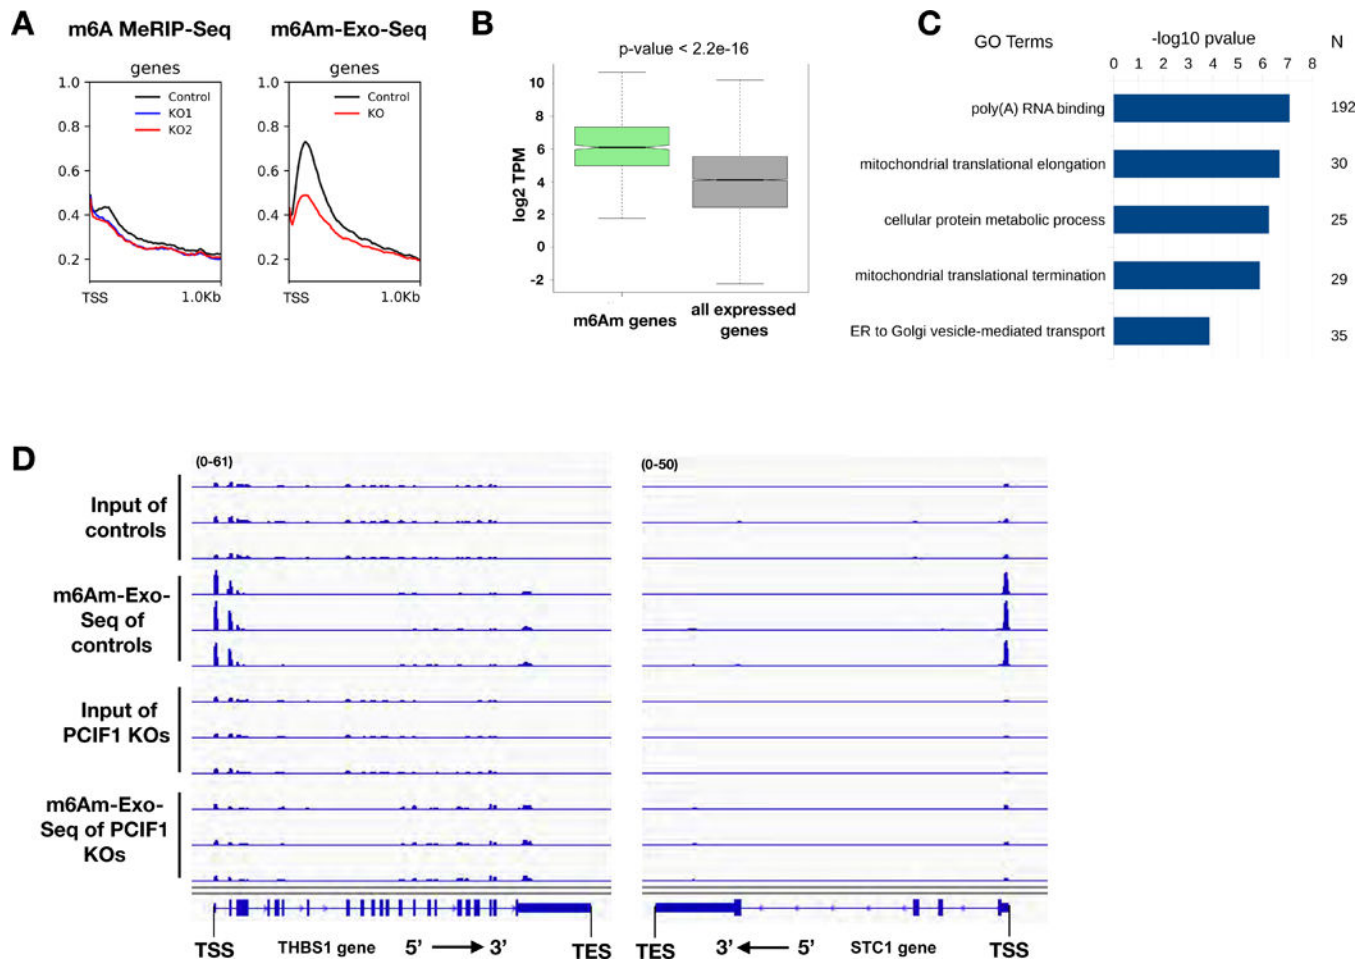 A
m6A MeRIP-Seq
genes
1.0
0.8
0.6
0.4
0.2
Control
KO1
KO2
TSS
1.0Kb
m6Am-Exo-Seq
genes
1.0
0.8
0.6
0.4
0.2
Control
KO
TSS
1.0Kb
B
p-value < 2.2e-16
log2 TPM
10
8
6
4
2
0
-2
m6Am genes
all expressed
genes
C
GO Terms
-log10 pvalue
N
0 1 2 3 4 5 6 7 8
poly(A) RNA binding
192
mitochondrial translational elongation
30
cellular protein metabolic process
25
mitochondrial translational termination
29
ER to Golgi vesicle-mediated transport
35
D
(0-61)
(0-50)
Input of
controls
m6Am-Exo-
Seq of
controls
Input of
PCIF1 KOs
m6Am-Exo-
Seq of PCIF1
KOs
TSS
THBS1 gene
5'
3'
TES
TES
3'
5'
STC1 gene
TSS